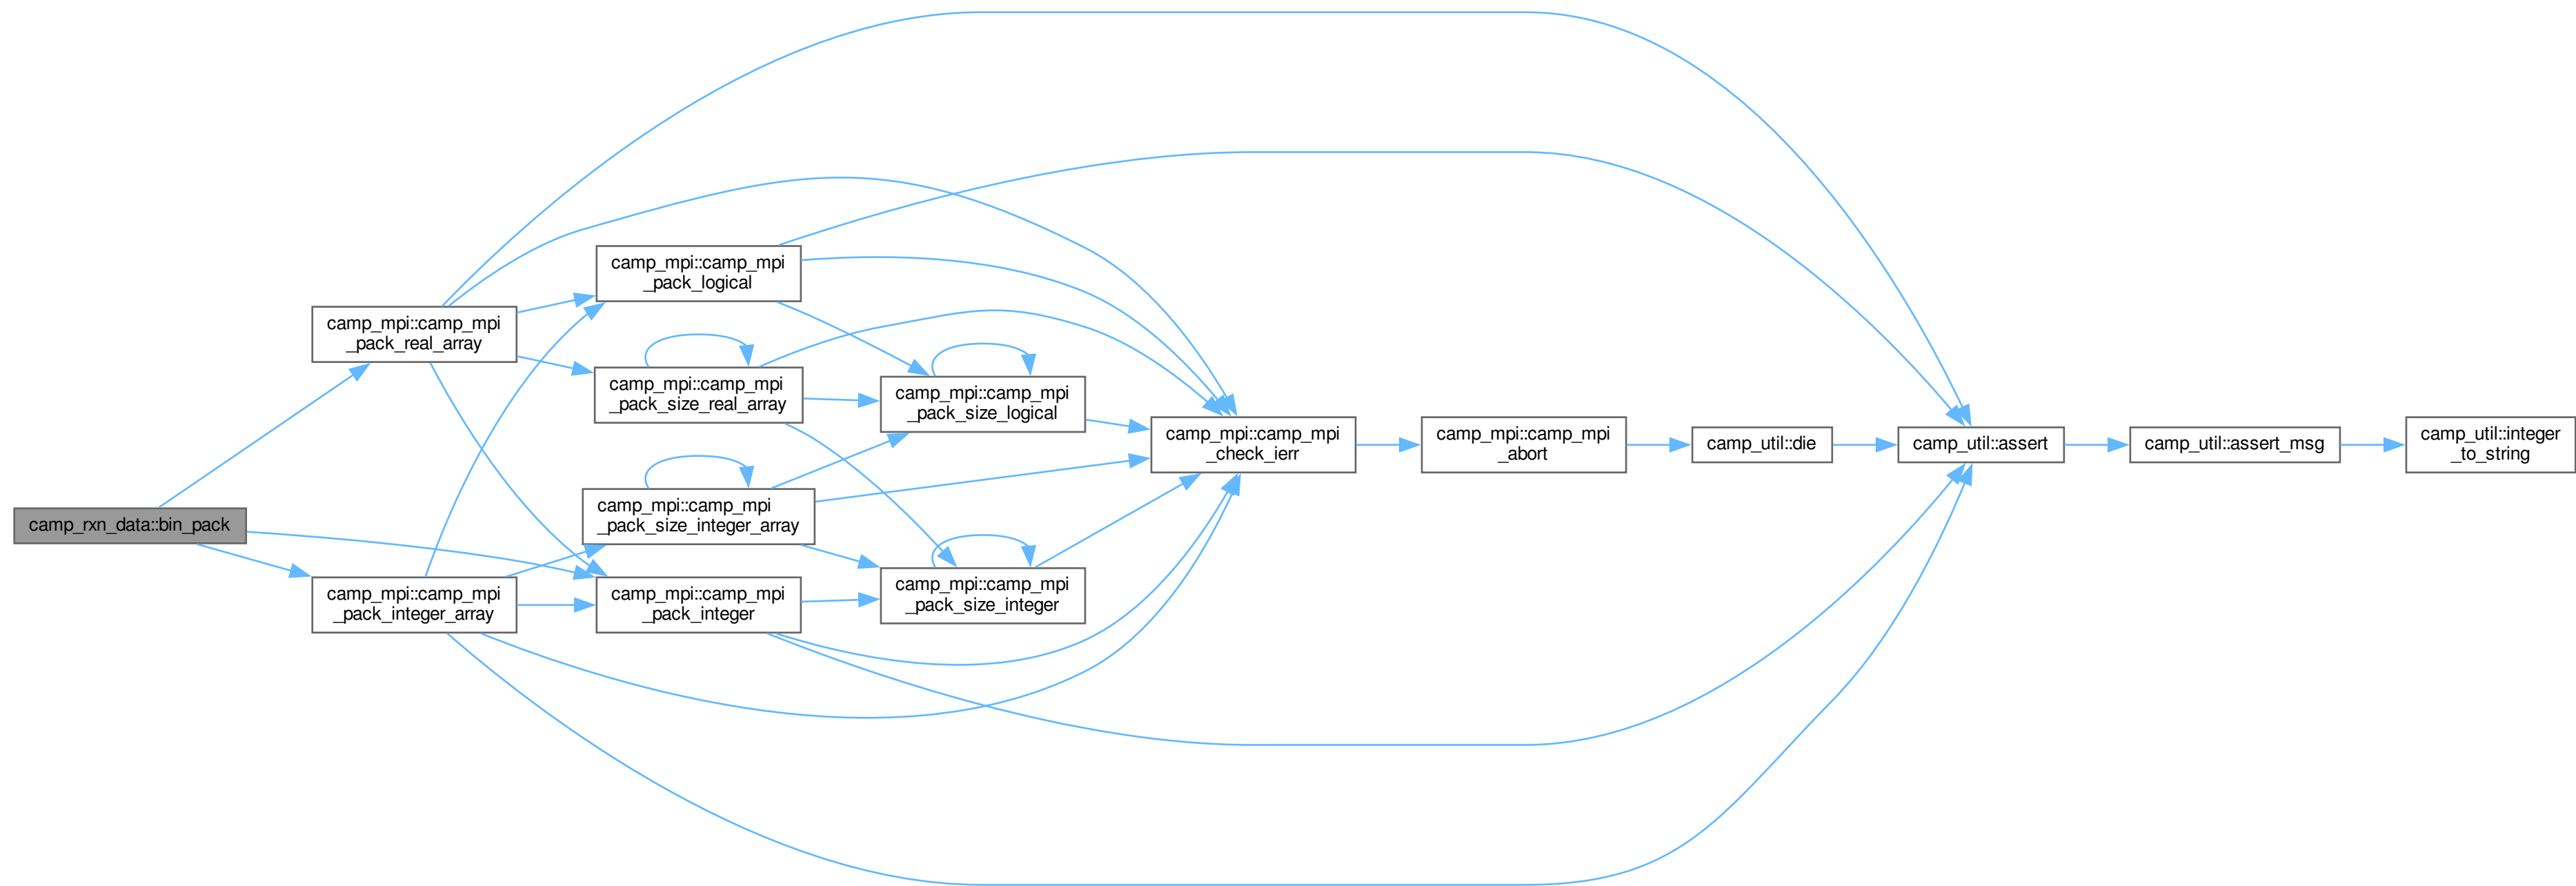 camp_rxn_data::bin_pack
camp_mpi::camp_mpi
_pack_real_array
camp_mpi::camp_mpi
_pack_integer_array
camp_mpi::camp_mpi
_pack_logical
camp_mpi::camp_mpi
_pack_size_real_array
camp_mpi::camp_mpi
_pack_size_integer_array
camp_mpi::camp_mpi
_pack_integer
camp_mpi::camp_mpi
_pack_size_logical
camp_mpi::camp_mpi
_pack_size_integer
camp_mpi::camp_mpi
_check_ierr
camp_mpi::camp_mpi
_abort
camp_util::die
camp_util::assert
camp_util::assert_msg
camp_util::integer
_to_string